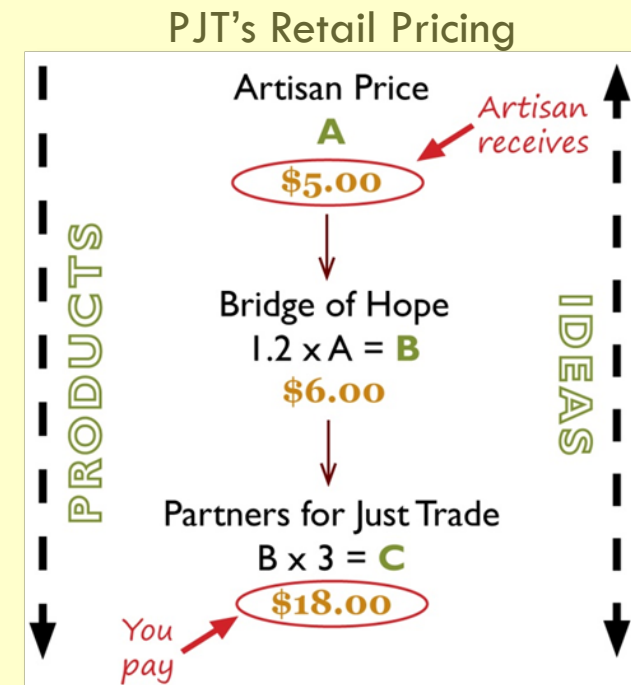 PJT's Retail Pricing
Artisan Price
A
$5.00
Artisan
receives
PRODUCTS
IDEAS
Bridge of Hope
1.2 x A = B
$6.00
Partners for Just Trade
B x 3 = C
$18.00
You
pay